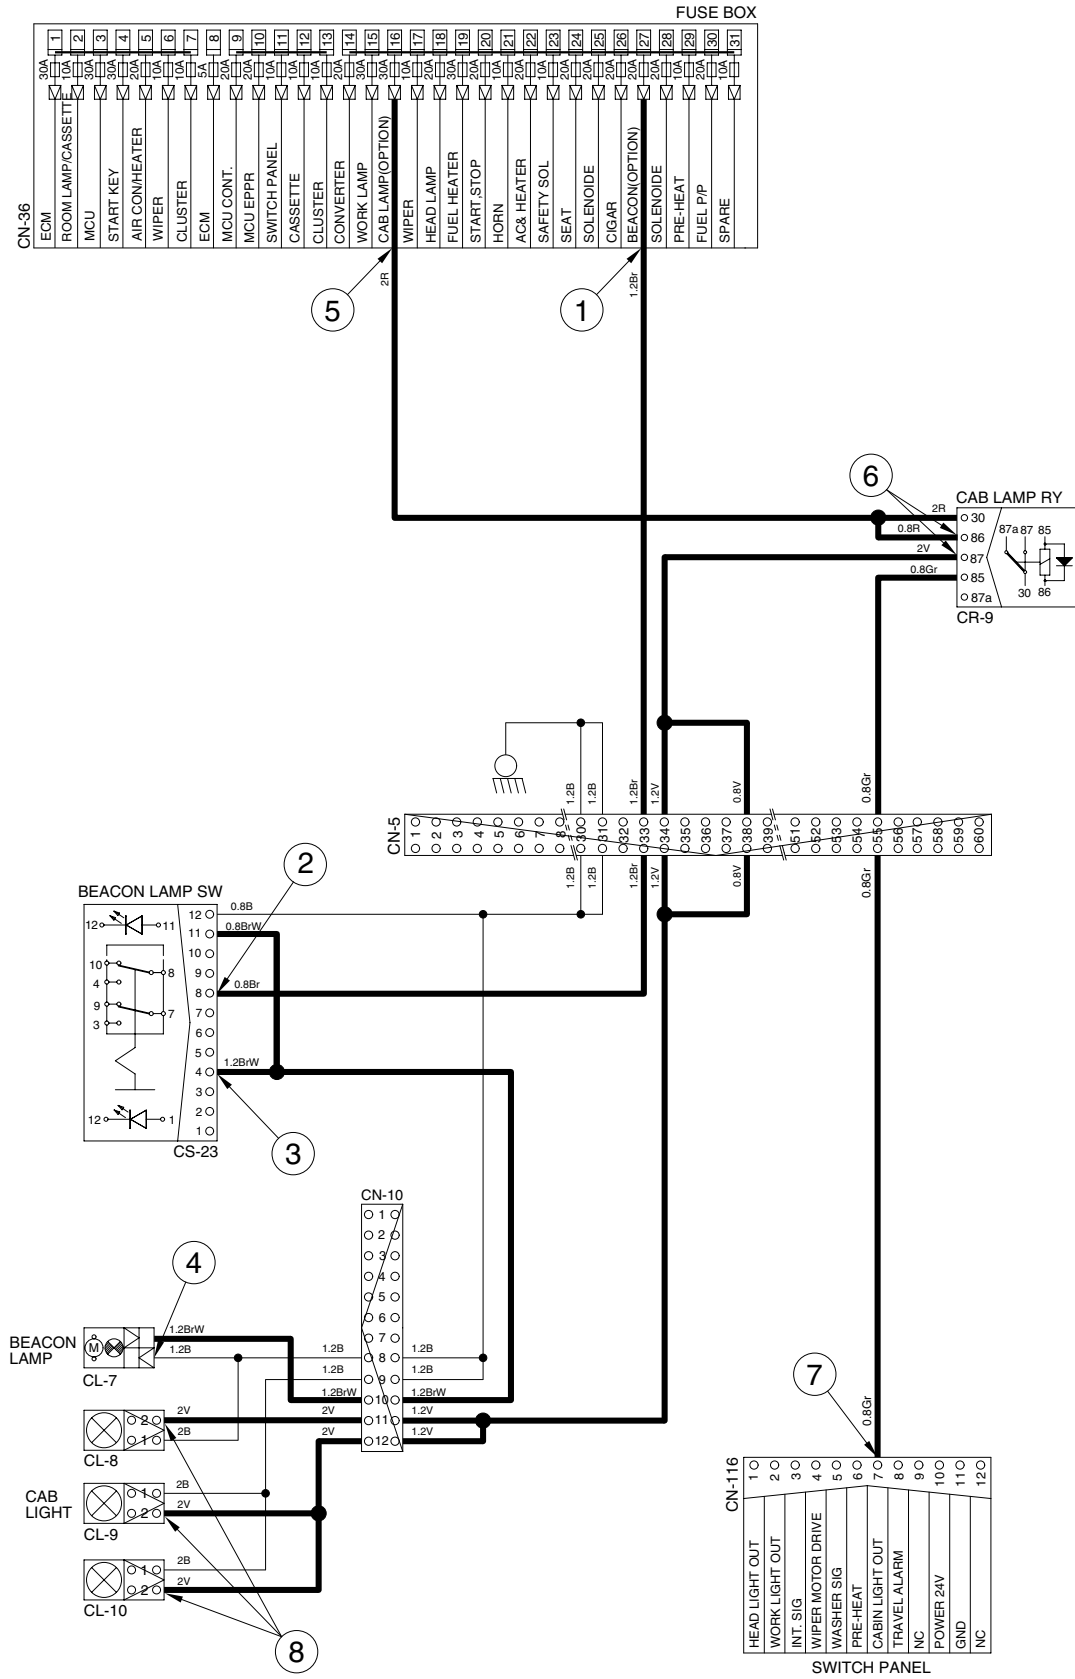 FUSE BOX
1 2 3 4 5 6 7 8 9 10 11 12 13 14 15 16 17 18 19 20 21 22 23 24 25 26 27 28 29 30 31
30A 10A 30A 30A 20A 10A 10A 5A 20A 20A 10A 10A 10A 20A 20A 30A 10A 20A 20A 10A 10A 20A 20A 10A 20A 20A 20A 20A 10A 20A 10A
CN-36
ECM
ROOM LAMP/CASSETTE
MCU
START KEY
AIR CON/HEATER
WIPER
CLUSTER
ECM
MCU CONT.
MCU EPPR
SWITCH PANEL
CASSETTE
CLUSTER
CONVERTER
WORK LAMP
CAB LAMP(OPTION)
WIPER
HEAD LAMP
FUEL HEATER
START ,STOP
HORN
AC& HEATER
SAFETY SOL
SEAT
SOLENOIDE
CIGAR
BEACON(OPTION)
SOLENOIDE
PRE-HEAT
FUEL P/P
SPARE
2R
1.2Br
5
1
6
CAB LAMP RY
2R
30
0.8R
86
2V
87
0.8Gr
85
87a
87a 87 85
30 86
CR-9
1.2B 1.2B 1.2Br 1.2V 0.8V 0.8Gr
CN-5
1 2 3 4 5 6 7 8 30 31 32 33 34 35 36 37 38 39 51 52 53 54 55 56 57 58 59 60
1.2B 1.2B 1.2Br 1.2V 0.8V 0.8Gr
2
BEACON LAMP SW
12 0.8B
11 0.8BrW
10
9
8 0.8Br
7
6
5
4 1.2BrW
3
2
1
12 11
10 8
4
9 7
3
12 1
CS-23
3
CN-10
1
2
3
4
5
6
7
8
9
10
11
12
4
BEACON
LAMP
M
1.2BrW
1.2B
CL-7
1.2B 1.2B
1.2B 1.2B
1.2BrW 1.2BrW
2V 1.2V
2V 1.2V
2 2V
1 2B
CL-8
CAB
LIGHT
1 2B
2 2V
CL-9
1 2B
2 2V
CL-10
8
7
0.8Gr
CN-116
1 2 3 4 5 6 7 8 9 10 11 12
HEAD LIGHT OUT
WORK LIGHT OUT
INT. SIG
WIPER MOTOR DRIVE
WASHER SIG
PRE-HEAT
CABIN LIGHT OUT
TRAVEL ALARM
NC
POWER 24V
GND
NC
SWITCH PANEL